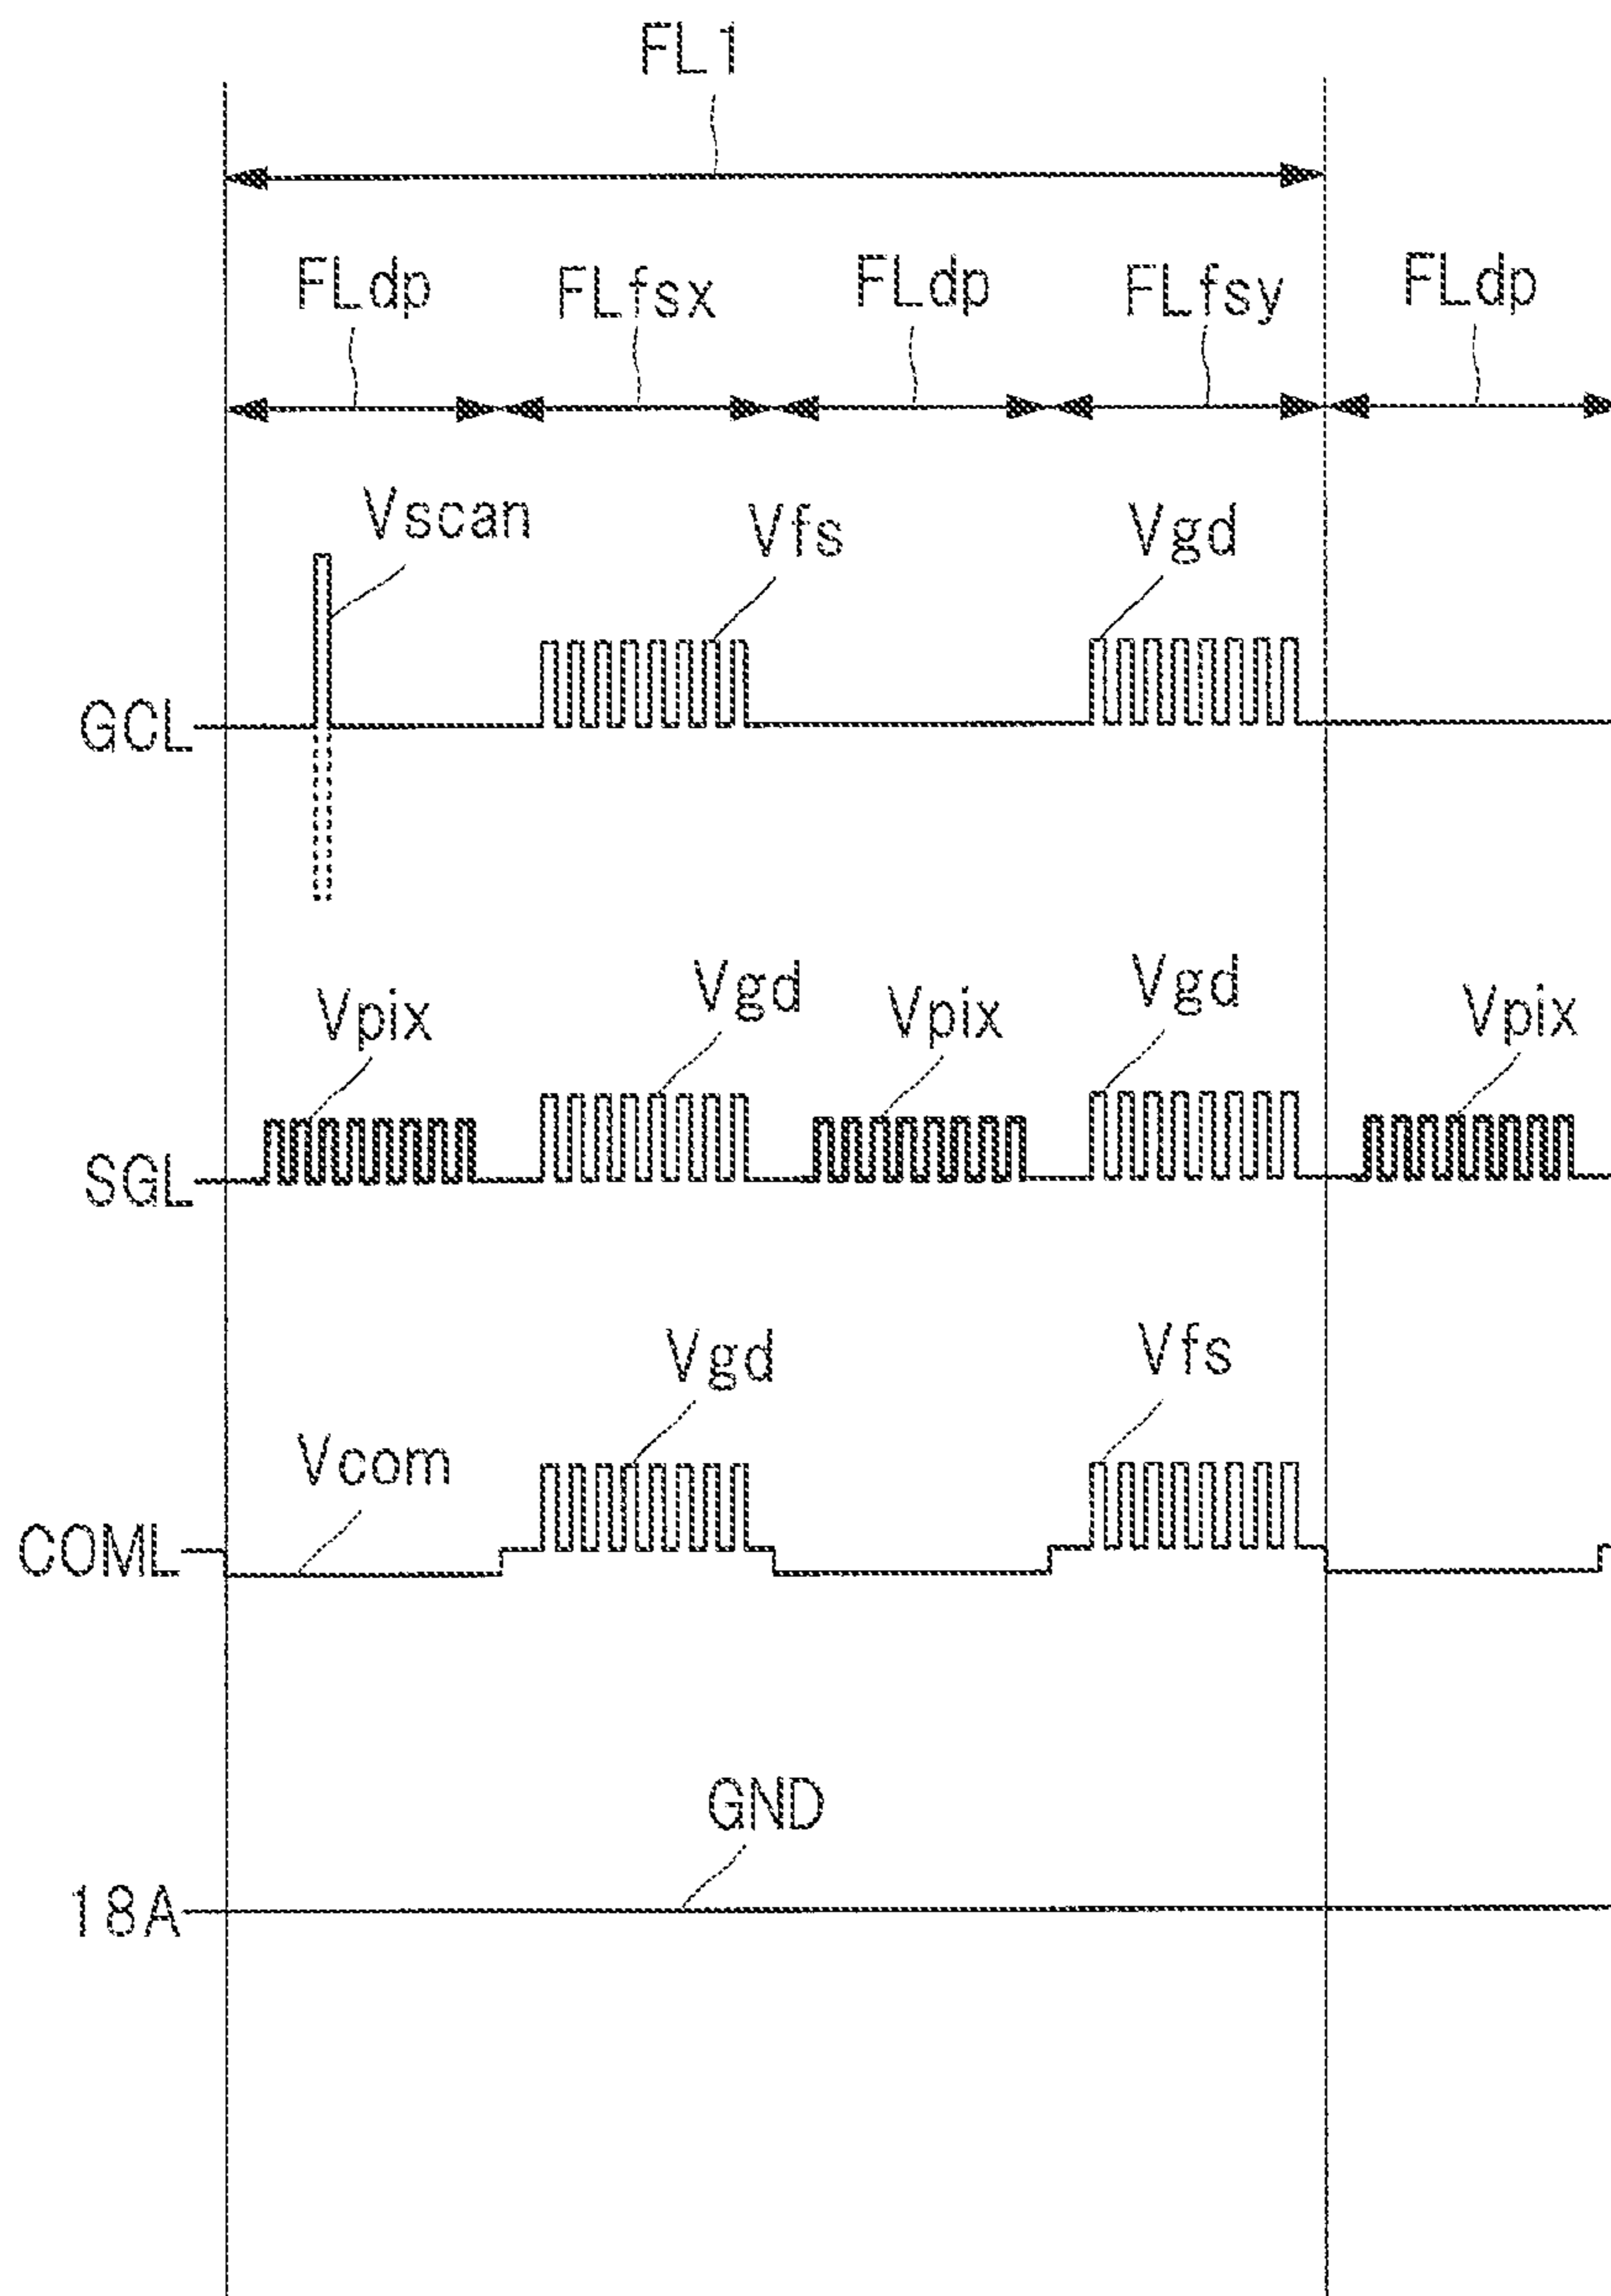 FL1
FLdp FLfsx FLdp FLfsy FLdp
Vscan Vfs Vgd
GCL
Vpix Vgd Vpix Vgd Vpix
SGL
Vcom Vgd Vfs
COML
GND
18A